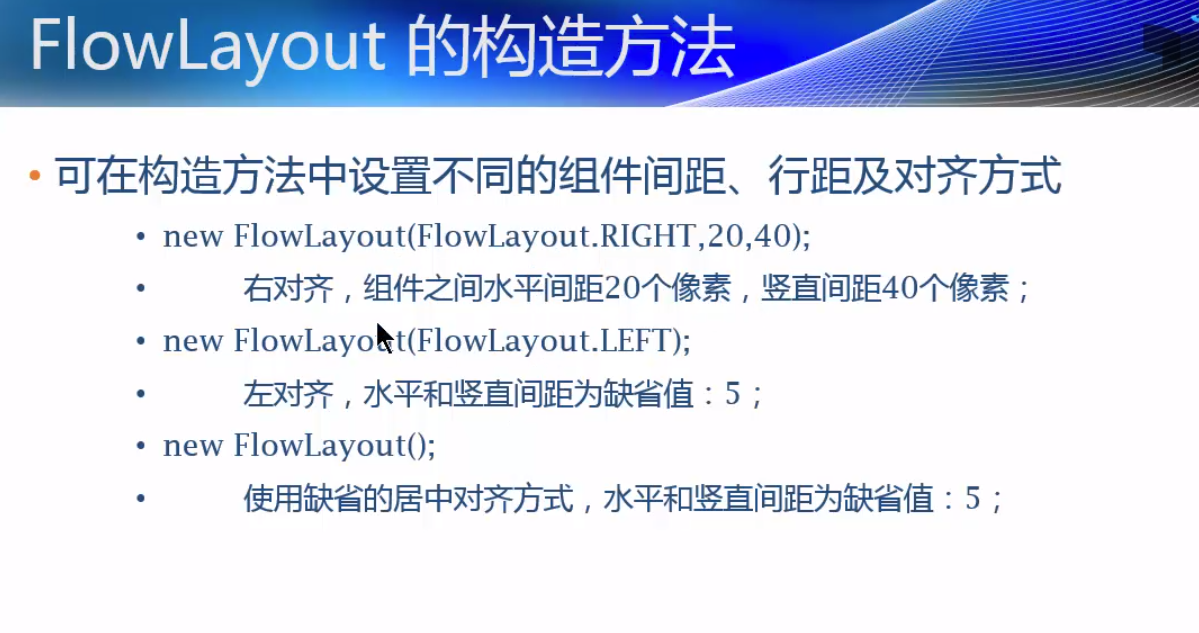 FlowLayout 的构造方法
• 可在构造方法中设置不同的组件间距、行距及对齐方式
• new FlowLayout(FlowLayout.RIGHT,20,40);
• 右对齐，组件之间水平间距20个像素，竖直间距40个像素；
• new FlowLayout(FlowLayout.LEFT);
• 左对齐，水平和竖直间距为缺省值：5；
• new FlowLayout();
• 使用缺省的居中对齐方式，水平和竖直间距为缺省值：5；